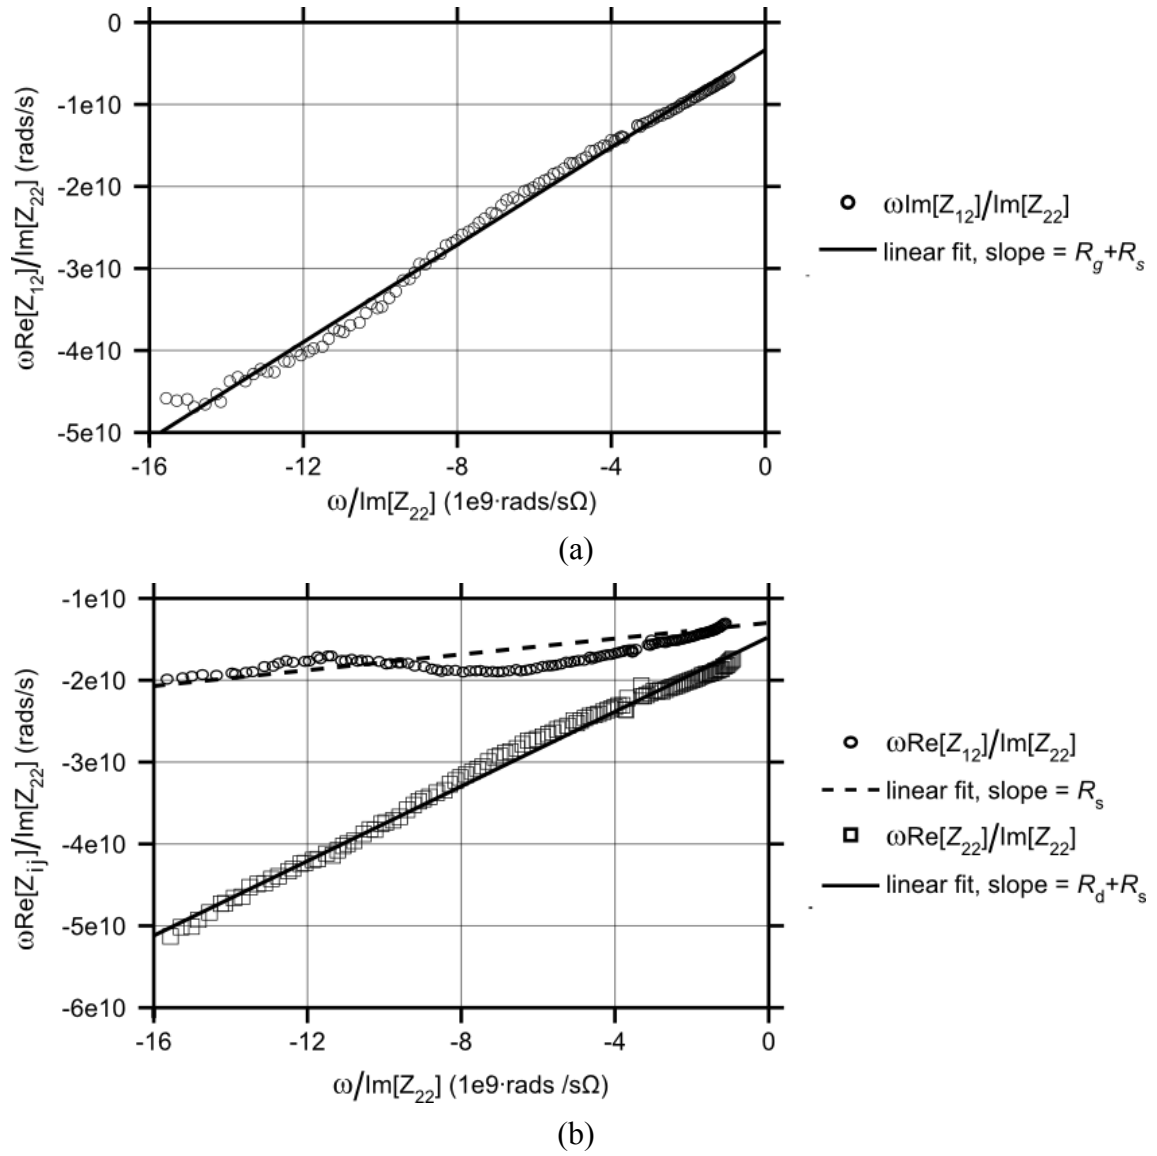 0
-1e10
-2e10
-3e10
-4e10
-5e10
ωRe[Z12]/Im[Z22] (rads/s)
-16
-12
-8
-4
0
ω/Im[Z22] (1e9·rads/sΩ)
ωIm[Z12]/Im[Z22]
linear fit, slope = Rg+Rs
(a)
-1e10
-2e10
-3e10
-4e10
-5e10
-6e10
ωRe[Zij]/Im[Z22] (rads/s)
-16
-12
-8
-4
0
ω/Im[Z22] (1e9·rads /sΩ)
ωRe[Z12]/Im[Z22]
linear fit, slope = Rs
ωRe[Z22]/Im[Z22]
linear fit, slope = Rd+Rs
(b)